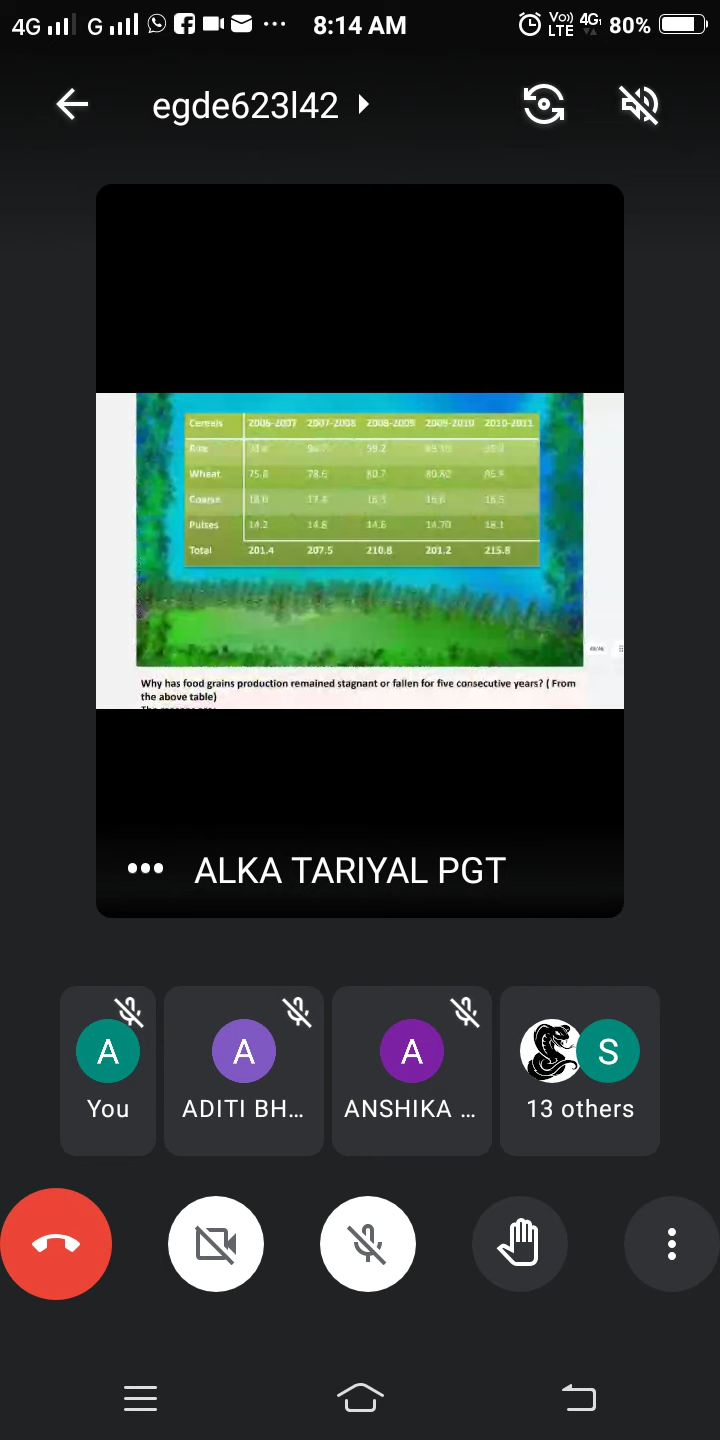 4G G ... 8:14 AM Vo)) LTE 4G 80%
egde623l42
Cereals 2006-2007 2007-2008 2008-2009 2009-2010 2010-2011
Rice 99.2
Wheat 75.8 78.6 80.7 80.80
Coarse
Pulses 14.2 14.8 14.6 14.70 18.1
Total 201.4 207.5 210.8 201.2 215.8
Why has food grains production remained stagnant or fallen for five consecutive years? ( From
the above table)
ALKA TARIYAL PGT
A A A S
You ADITI BH... ANSHIKA ... 13 others